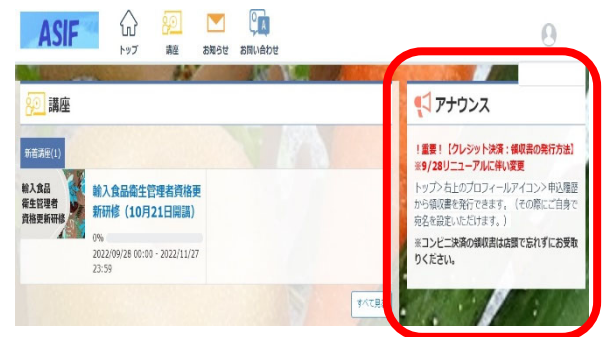 ASIF
トップ
講座
お知らせ
Q
A
お問い合わせ
講座
新着講座(1)
輸入食品
衛生管理者
資格更新研修
輸入食品衛生管理者資格更
新研修（10月21日開講）
0%
2022/09/28 00:00 - 2022/11/27
23:59
すべて見
アナウンス
！重要！【クレジット決済：領収書の発行方法】
※9/28リニューアルに伴い変更
トップ＞右上のプロフィールアイコン＞申込履歴
から領収書を発行できます。（その際にご自身で
宛名を設定いただけます。）
※コンビニ決済の領収書は店頭で忘れずにお受取
りください。